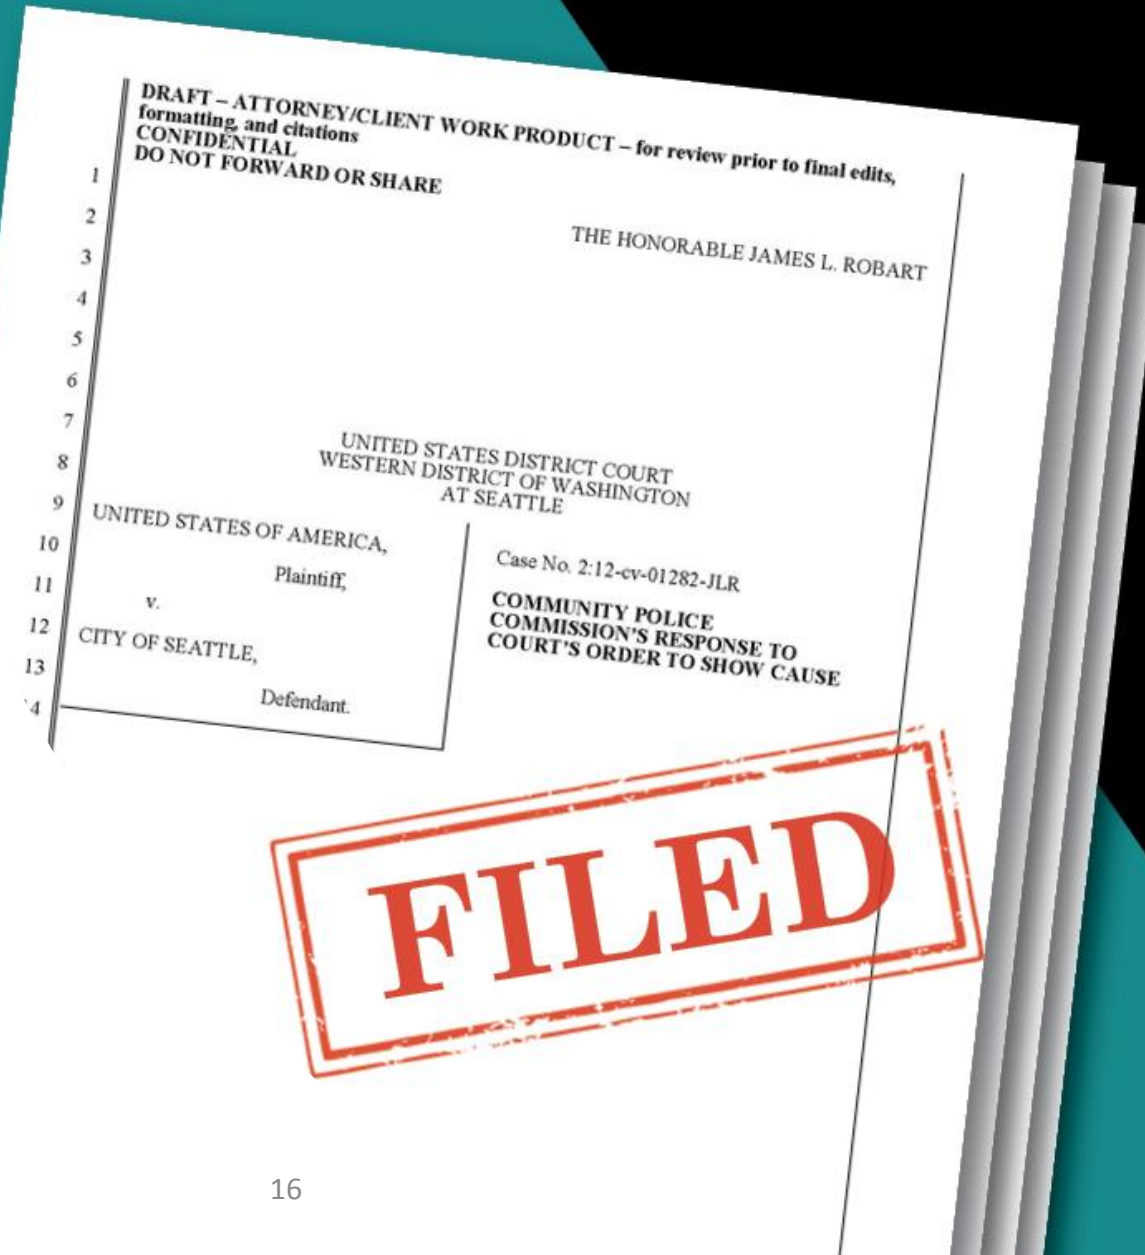 DRAFT – ATTORNEY/CLIENT WORK PRODUCT – for review prior to final edits,
formatting, and citations
CONFIDENTIAL
DO NOT FORWARD OR SHARE
1
2
THE HONORABLE JAMES L. ROBART
3
4
5
6
7
8
UNITED STATES DISTRICT COURT
WESTERN DISTRICT OF WASHINGTON
AT SEATTLE
9
UNITED STATES OF AMERICA,
10
Plaintiff,
11
v.
12
CITY OF SEATTLE,
13
Defendant.
4
Case No. 2:12-cv-01282-JLR
COMMUNITY POLICE
COMMISSION'S RESPONSE TO
COURT'S ORDER TO SHOW CAUSE
FILED
16